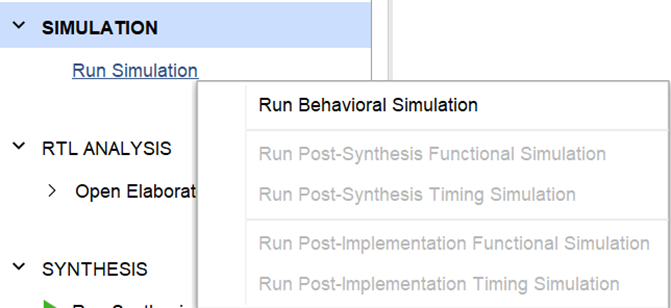 SIMULATION
Run Simulation
Run Behavioral Simulation
RTL ANALYSIS
Run Post-Synthesis Functional Simulation
Open Elaborat
Run Post-Synthesis Timing Simulation
Run Post-Implementation Functional Simulation
SYNTHESIS
Run Post-Implementation Timing Simulation